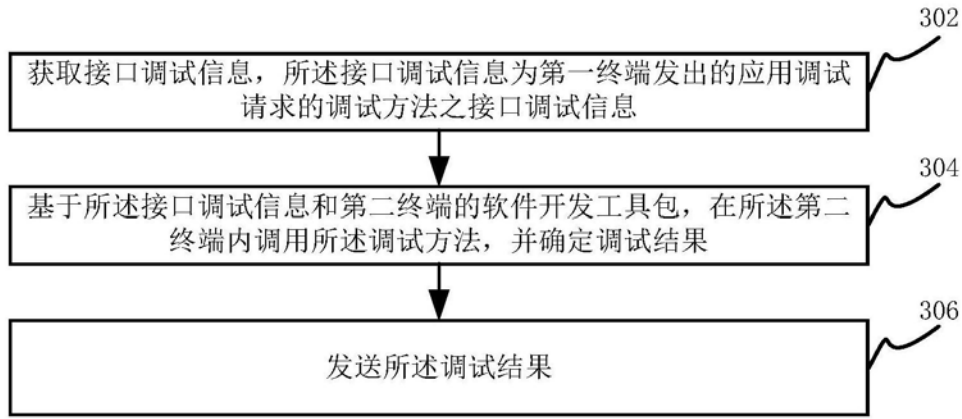 302
获取接口调试信息，所述接口调试信息为第一终端发出的应用调试
请求的调试方法之接口调试信息
304
基于所述接口调试信息和第二终端的软件开发工具包，在所述第二
终端内调用所述调试方法，并确定调试结果
306
发送所述调试结果